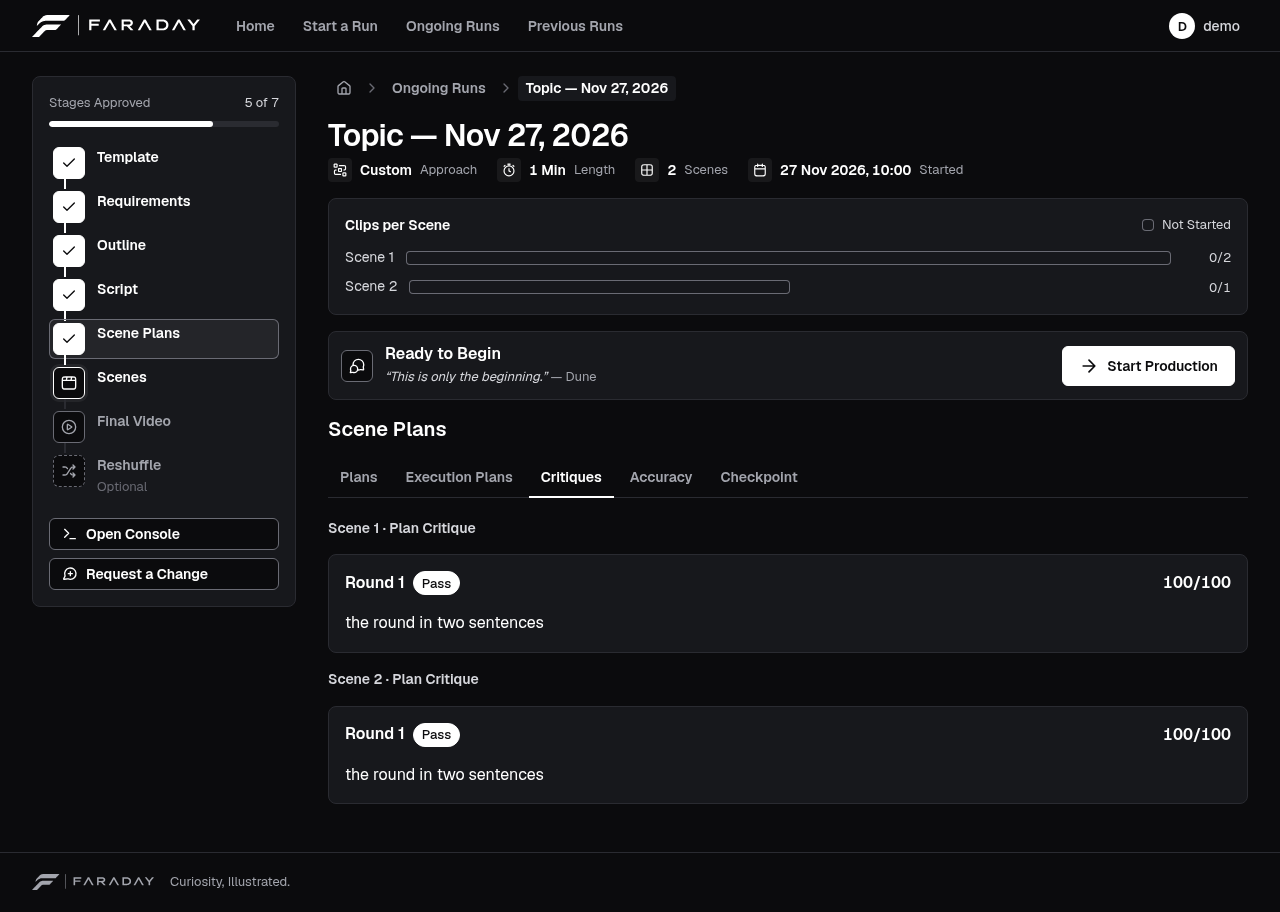 FARADAY
Home
Start a Run
Ongoing Runs
Previous Runs
D
demo
Stages Approved
5 of 7
Template
Requirements
Outline
Script
Scene Plans
Scenes
Final Video
Reshuffle
Optional
Open Console
Request a Change
Ongoing Runs
Topic — Nov 27, 2026
Topic — Nov 27, 2026
Custom Approach
1 Min Length
2 Scenes
27 Nov 2026, 10:00 Started
Clips per Scene
Not Started
Scene 1
0/2
Scene 2
0/1
Ready to Begin
“This is only the beginning.” — Dune
Start Production
Scene Plans
Plans
Execution Plans
Critiques
Accuracy
Checkpoint
Scene 1 · Plan Critique
Round 1
Pass
100/100
the round in two sentences
Scene 2 · Plan Critique
Round 1
Pass
100/100
the round in two sentences
FARADAY
Curiosity, Illustrated.